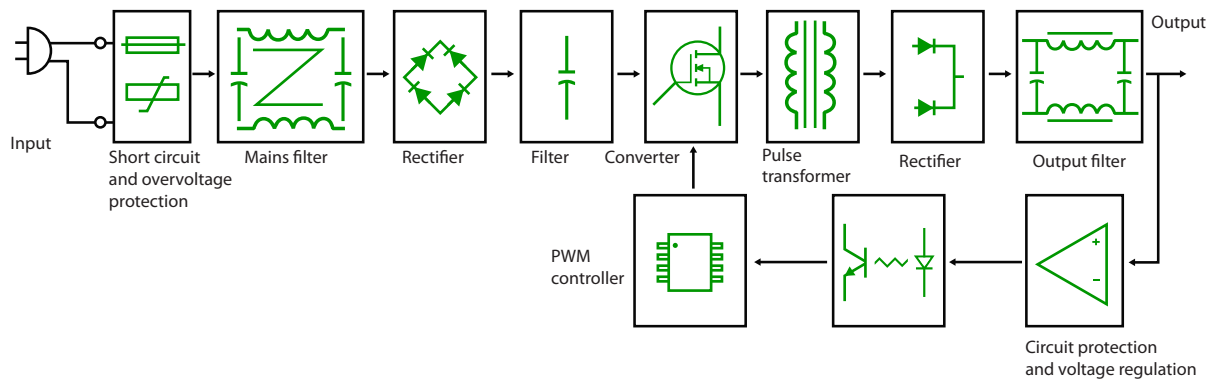 Output
Input
Short circuit
and overvoltage
protection
Mains filter
Rectifier
Filter
Converter
Pulse
transformer
Rectifier
Output filter
PWM
controller
+
−
Circuit protection
and voltage regulation